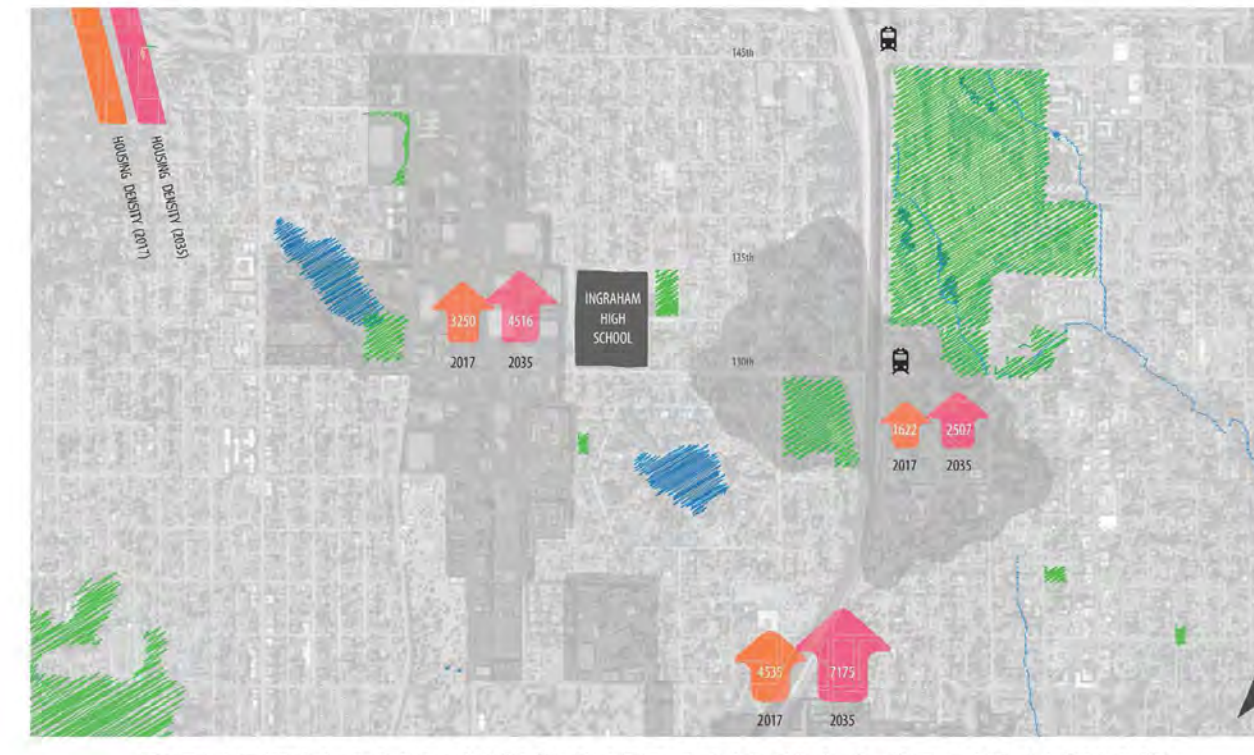 145th
HOUSING DENSITY (2017)
HOUSING DENSITY (2035)
135th
INGRAHAM
HIGH
SCHOOL
3250
4516
2017
2035
130th
1622
2507
2017
2035
4535
7175
2017
2035